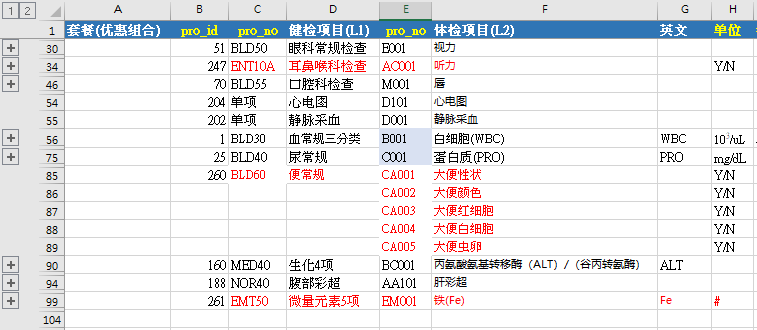 1 2
A B C D E F G H
1 套餐(优惠组合) pro_id pro_no 健检项目(L1) pro_no 体检项目(L2) 英文 单位
30 51 BLD50 眼科常规检查 E001 视力
34 247 ENT10A 耳鼻喉科检查 AC001 听力 Y/N
46 70 BLD55 口腔科检查 M001 唇
54 204 单项 心电图 D101 心电图
55 202 单项 静脉采血 D001 静脉采血
56 1 BLD30 血常规三分类 B001 白细胞(WBC) WBC 10³/uL
75 25 BLD40 尿常规 C001 蛋白质(PRO) PRO mg/dL
85 260 BLD60 便常规 CA001 大便性状 Y/N
86 CA002 大便颜色 Y/N
87 CA003 大便红细胞 Y/N
88 CA004 大便白细胞 Y/N
89 CA005 大便虫卵 Y/N
90 160 MED40 生化4项 BC001 丙氨酸氨基转移酶（ALT）/（谷丙转氨酶） ALT
94 188 NOR40 腹部彩超 AA101 肝彩超
99 261 EMT50 微量元素5项 EM001 铁(Fe) Fe #
104